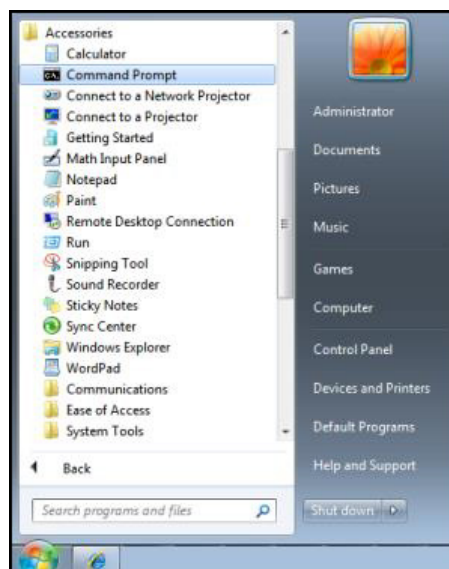 Accessories
Calculator
Command Prompt
Connect to a Network Projector
Connect to a Projector
Getting Started
Math Input Panel
Notepad
Paint
Remote Desktop Connection
Run
Snipping Tool
Sound Recorder
Sticky Notes
Sync Center
Windows Explorer
WordPad
Communications
Ease of Access
System Tools
Back
Search programs and files
Administrator
Documents
Pictures
Music
Games
Computer
Control Panel
Devices and Printers
Default Programs
Help and Support
Shut down